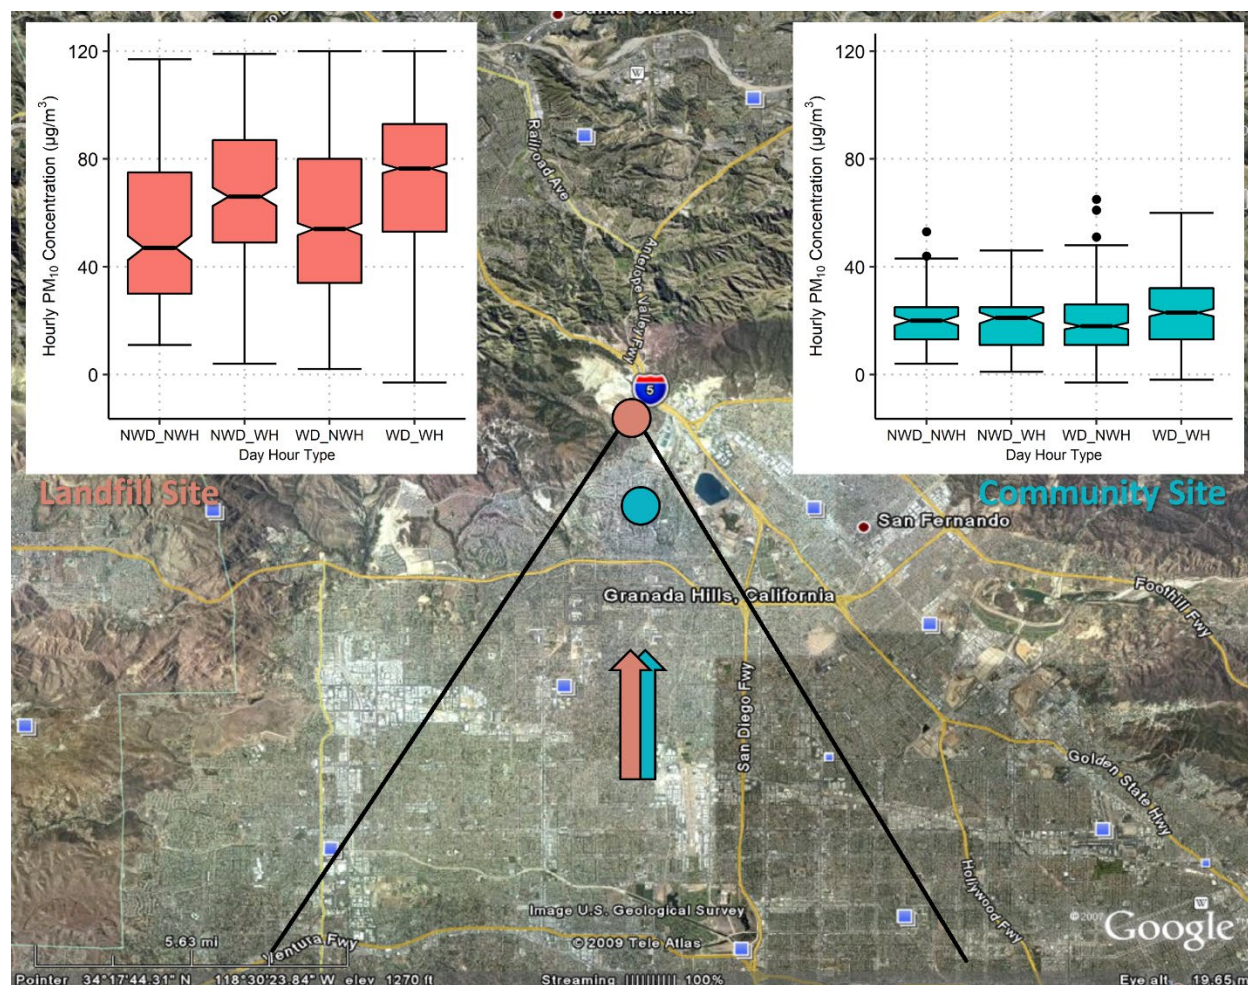 Santa Clarita
120
80
40
0
Hourly PM10 Concentration (µg/m3)
NWD_NWH NWD_WH WD_NWH WD_WH
Day Hour Type
Landfill Site
120
80
40
0
Hourly PM10 Concentration (µg/m3)
NWD_NWH NWD_WH WD_NWH WD_WH
Day Hour Type
Community Site
W
Railroad Ave
Antelope Valley Fwy
5
San Fernando
Foothill Fwy
Granada Hills, California
San Diego Fwy
Golden State Hwy
Hollywood Fwy
W
Image U.S. Geological Survey
© 2009 Tele Atlas
©2007 Google™
5.63 mi
Ventura Fwy
Pointer 34°17'44.31" N 118°30'23.84" W elev 1270 ft
Streaming |||||||||| 100%
Eye alt 19.65 m